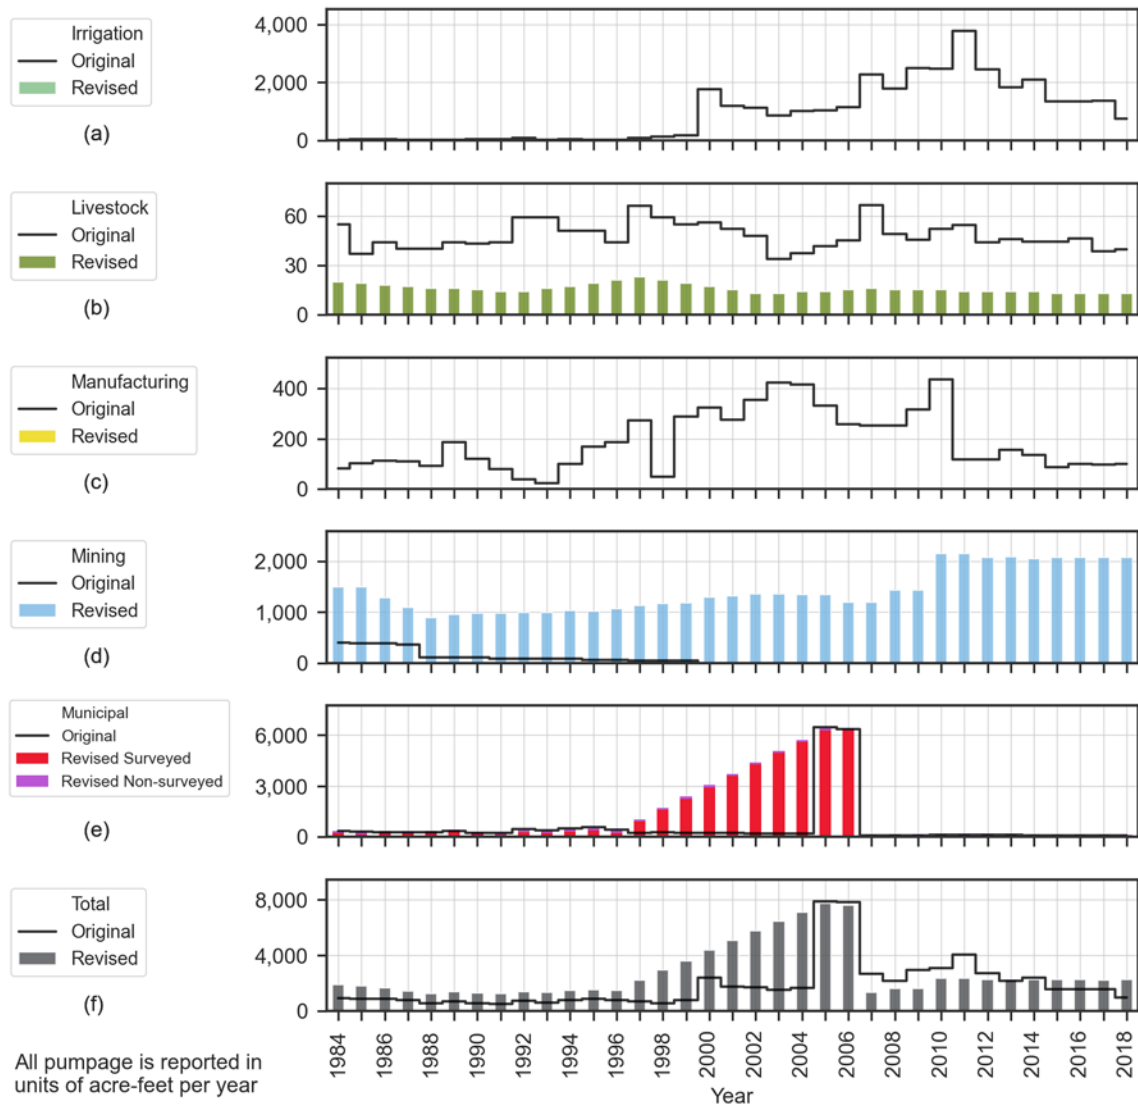 Irrigation
Original
Revised
(a)
4,000
2,000
0
Livestock
Original
Revised
(b)
60
30
0
Manufacturing
Original
Revised
(c)
400
200
0
Mining
Original
Revised
(d)
2,000
1,000
0
Municipal
Original
Revised Surveyed
Revised Non-surveyed
(e)
6,000
3,000
0
Total
Original
Revised
(f)
8,000
4,000
0
1984
1986
1988
1990
1992
1994
1996
1998
2000
2002
2004
2006
2008
2010
2012
2014
2016
2018
Year
All pumpage is reported in
units of acre-feet per year